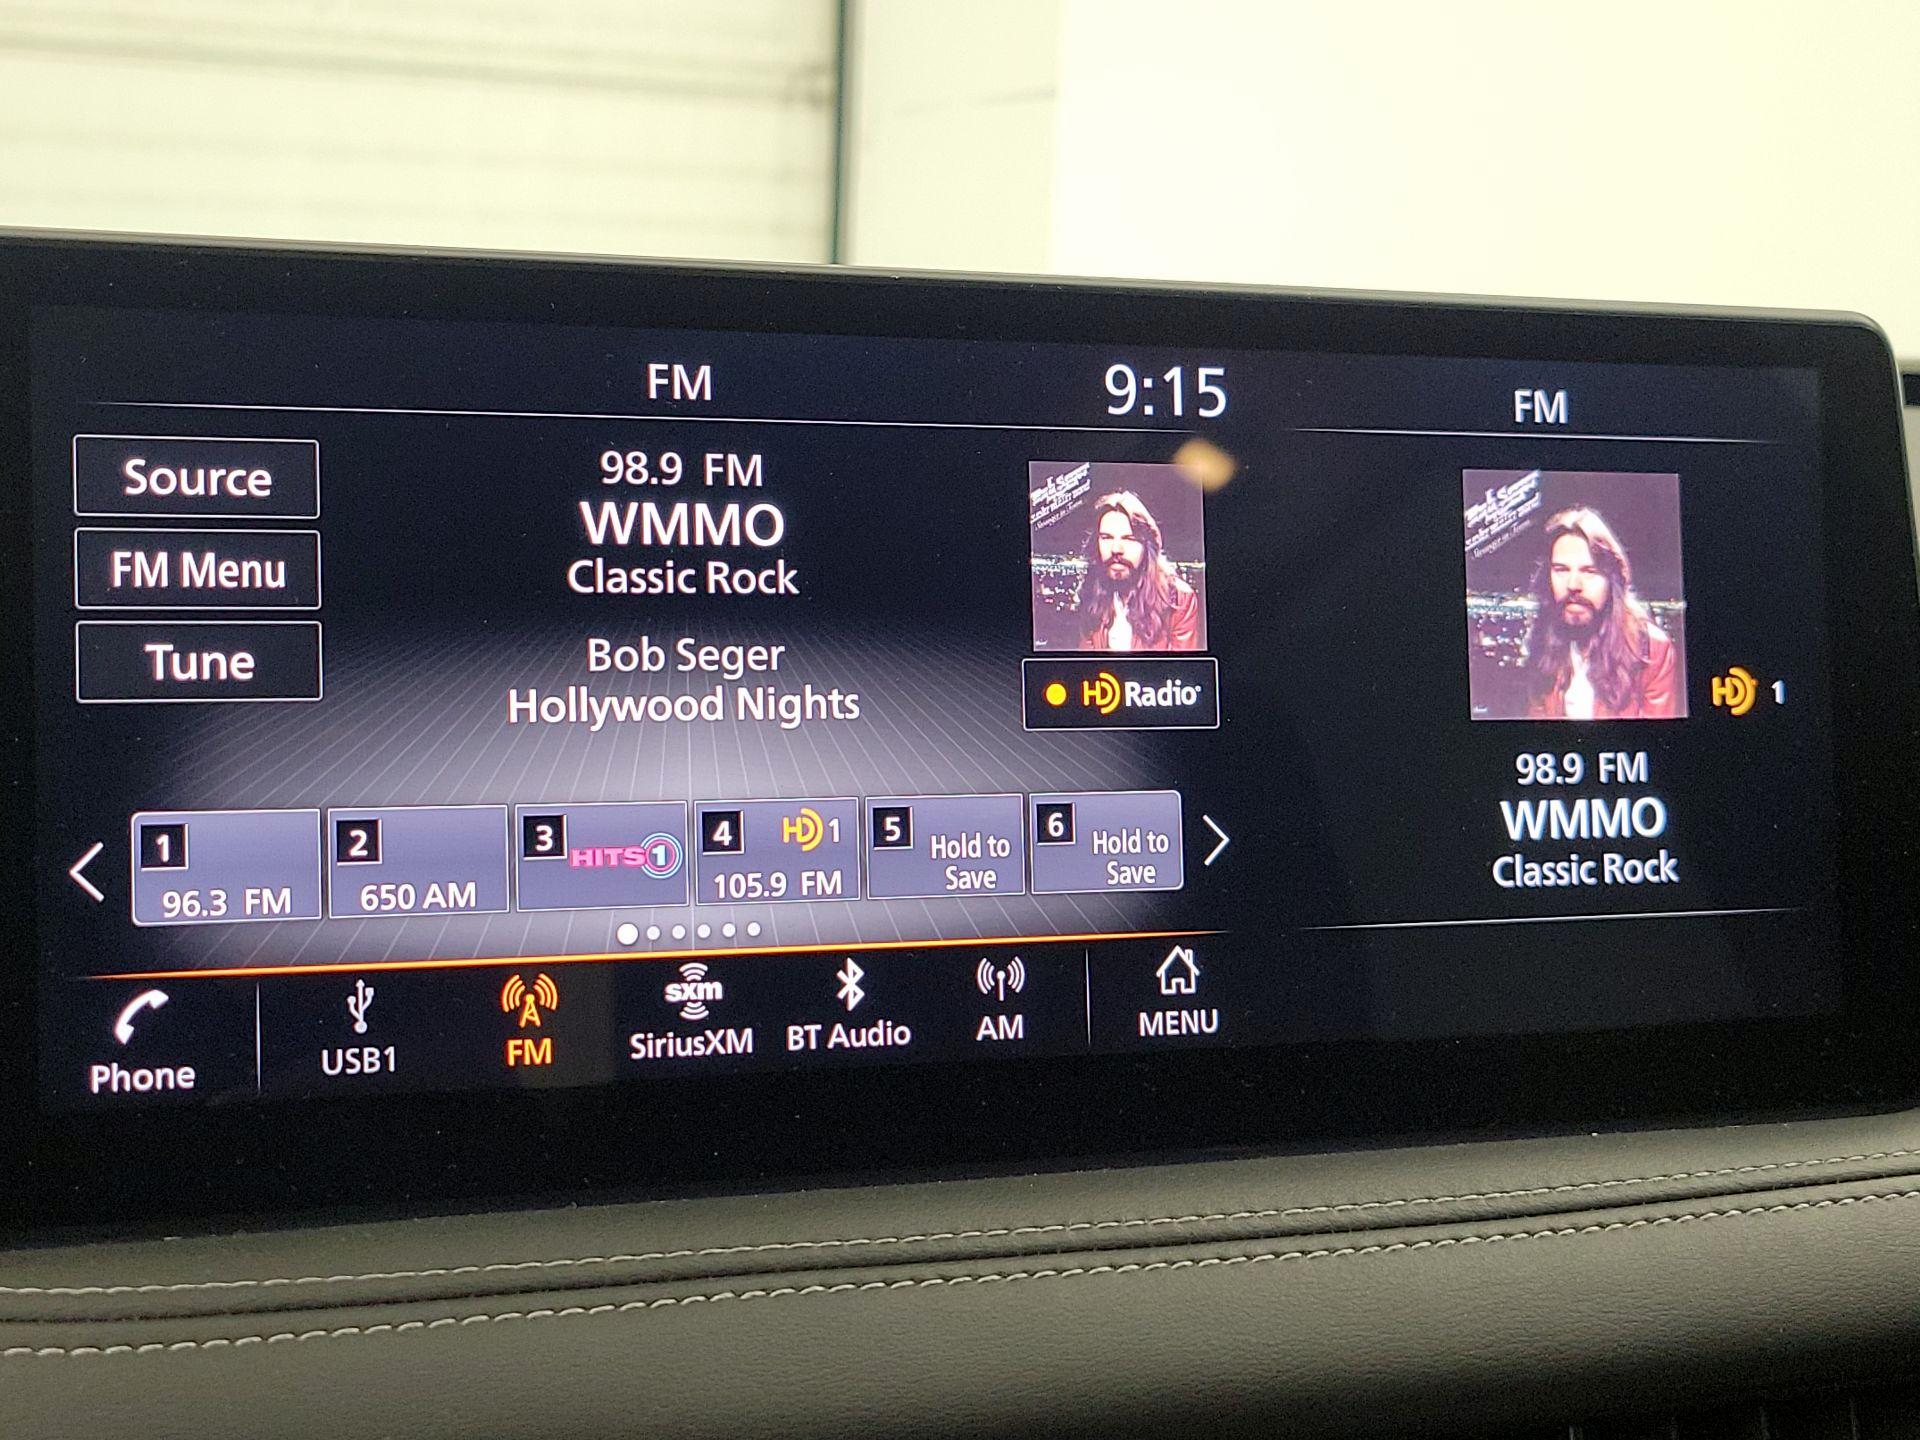 FM
9:15
FM
Source
FM Menu
Tune
98.9 FM
WMMO
Classic Rock
Bob Seger
Hollywood Nights
HD Radio
HD 1
98.9 FM
WMMO
Classic Rock
1
96.3 FM
2
650 AM
3
HITS 1
4
HD 1
105.9 FM
5
Hold to
Save
6
Hold to
Save
Phone
USB1
FM
sxm
SiriusXM
BT Audio
AM
MENU